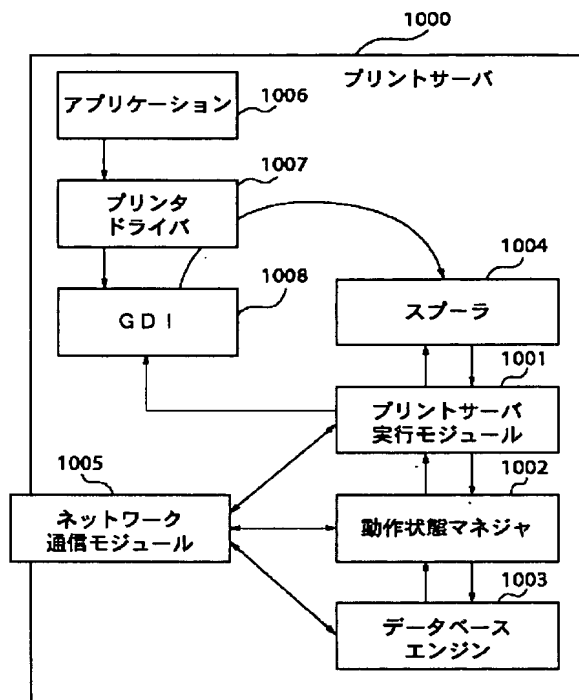 1000
プリントサーバ
アプリケーション
1006
1007
プリンタ
ドライバ
1008
GDI
1004
スプーラ
1001
プリントサーバ
実行モジュール
1005
ネットワーク
通信モジュール
1002
動作状態マネジャ
1003
データベース
エンジン